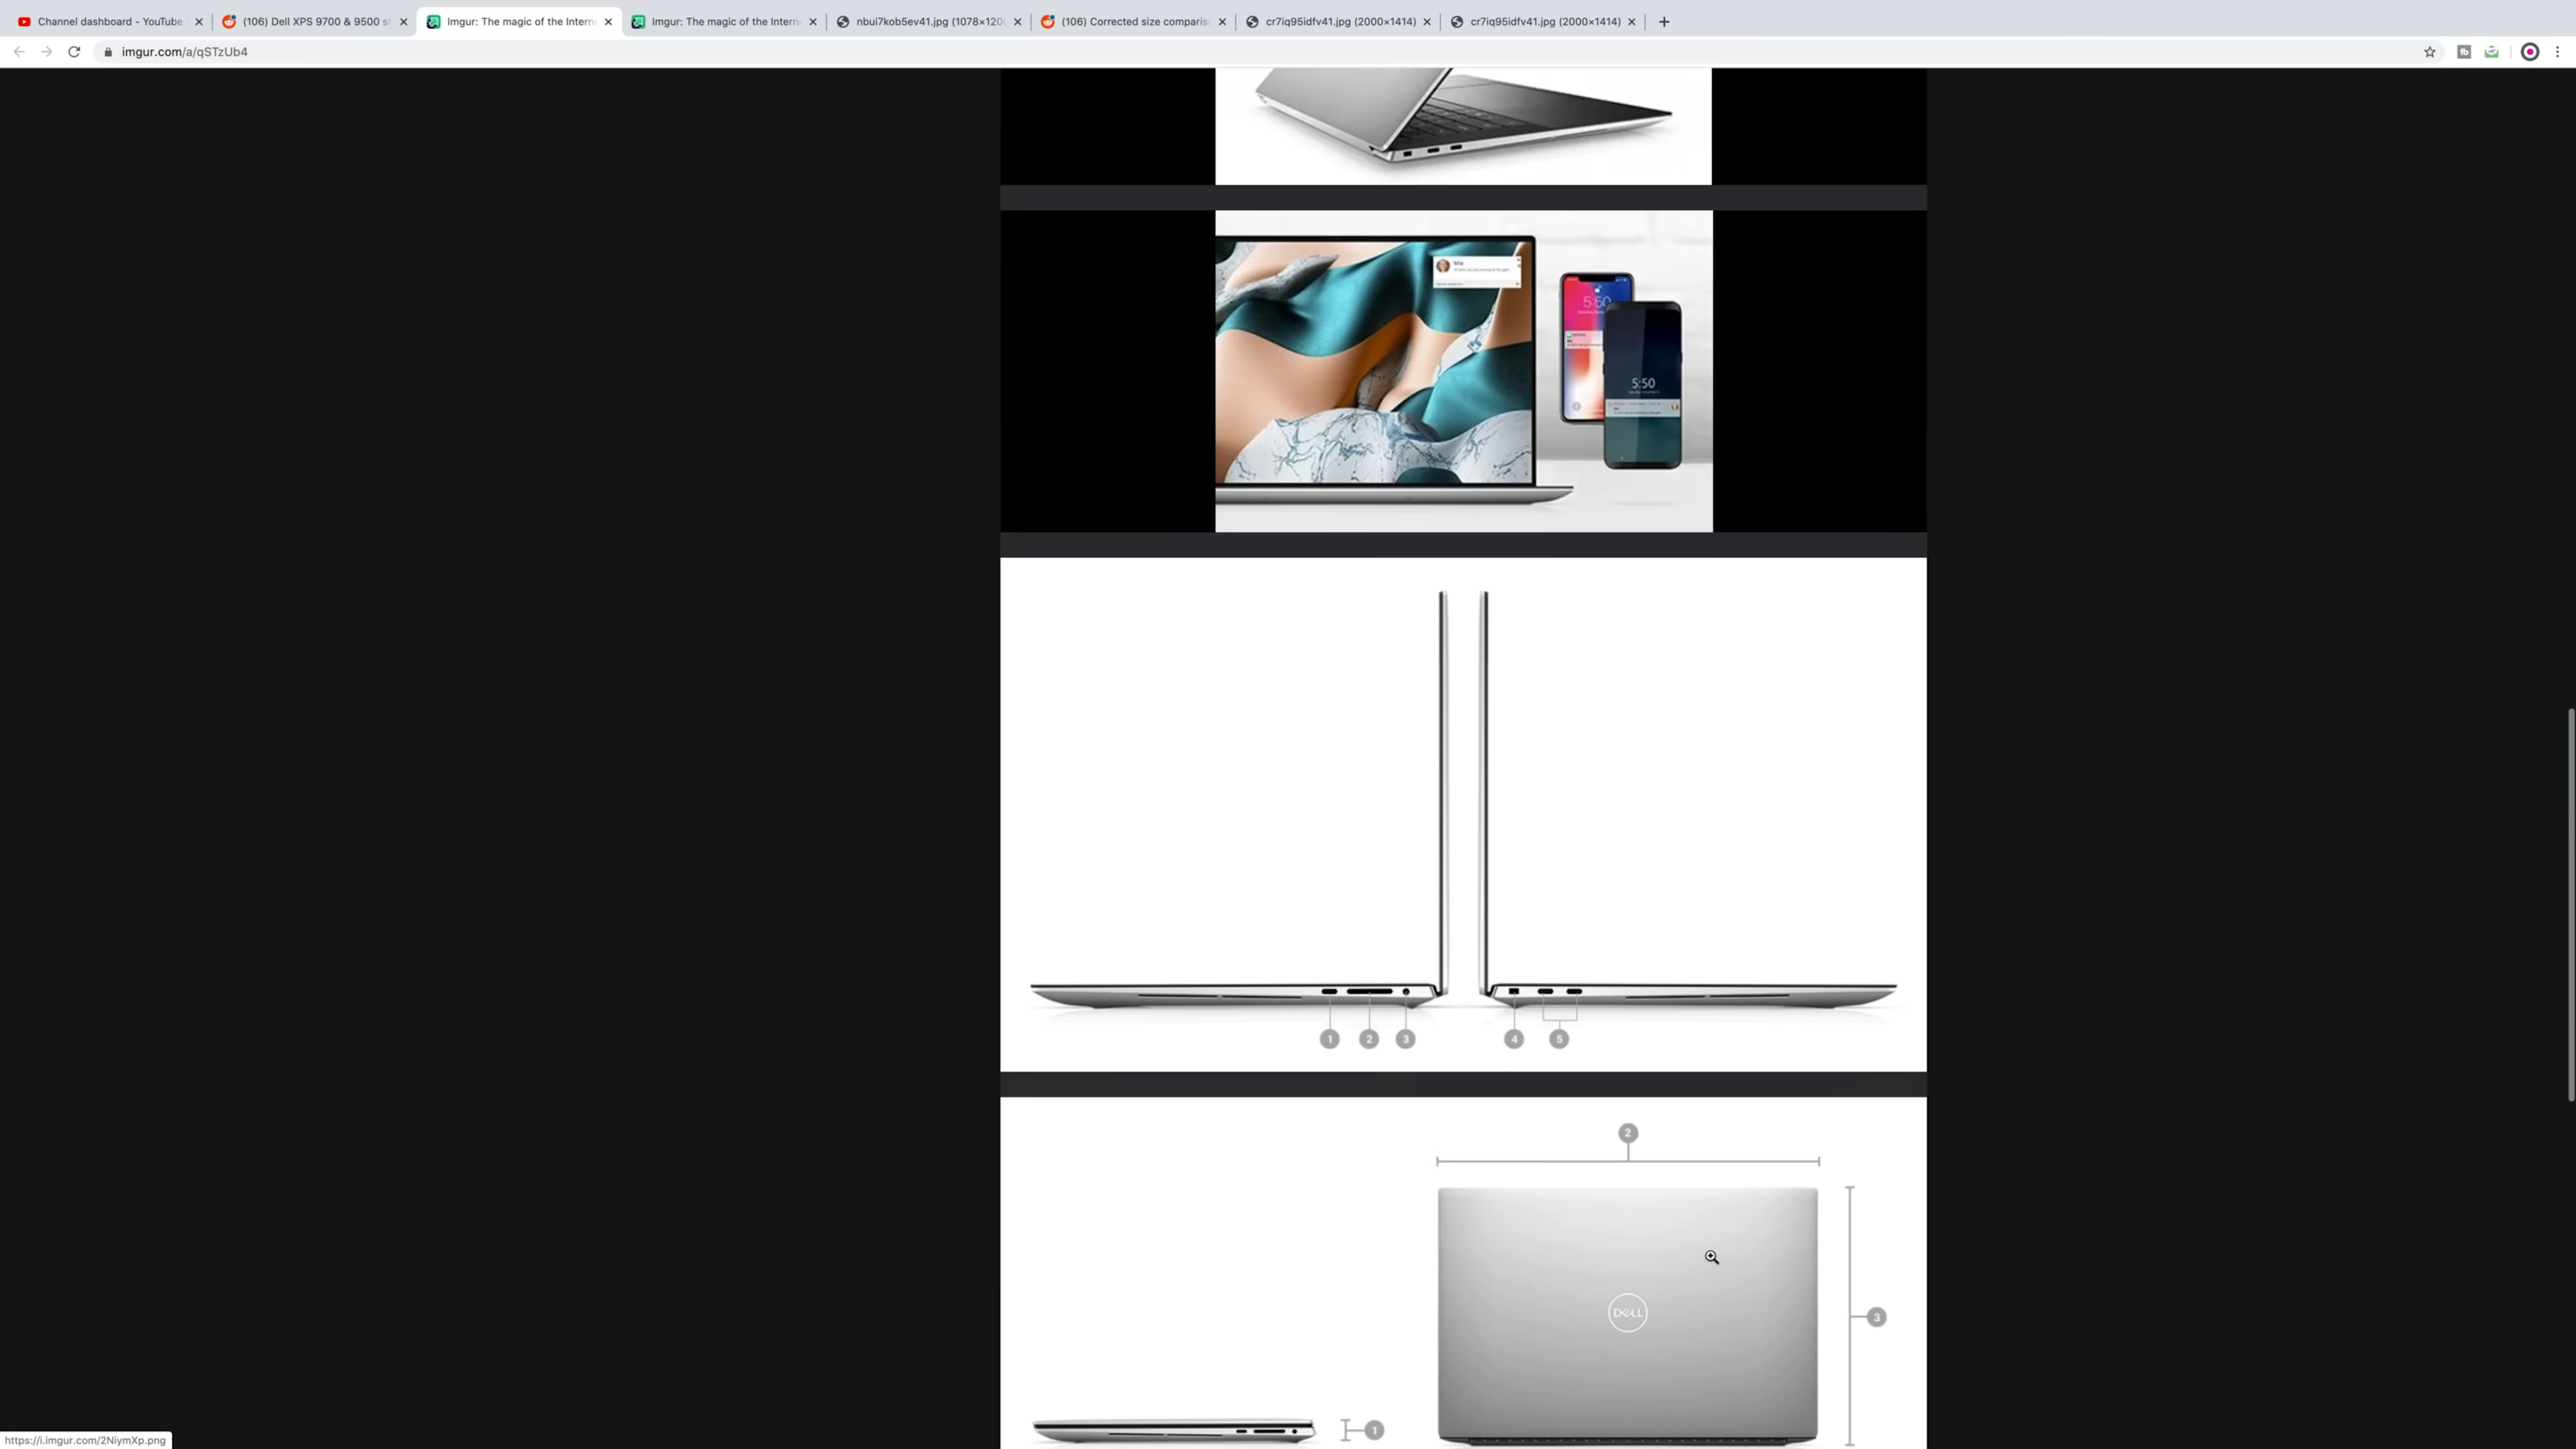 Channel dashboard - YouTube
(106) Dell XPS 9700 & 9500 s
Imgur: The magic of the Intern
Imgur: The magic of the Intern
nbui7kob5ev41.jpg (1078×120
(106) Corrected size comparis
cr7iq95idfv41.jpg (2000×1414)
cr7iq95idfv41.jpg (2000×1414)
imgur.com/a/qSTzUb4
Mia
5:50
5:50
1 2 3 4 5
2
DELL
3
1
https://i.imgur.com/2NiymXp.png